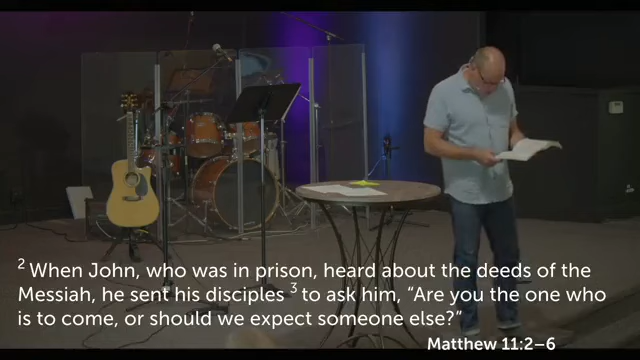 ² When John, who was in prison, heard about the deeds of the
Messiah, he sent his disciples ³ to ask him, “Are you the one who
is to come, or should we expect someone else?”
Matthew 11:2–6